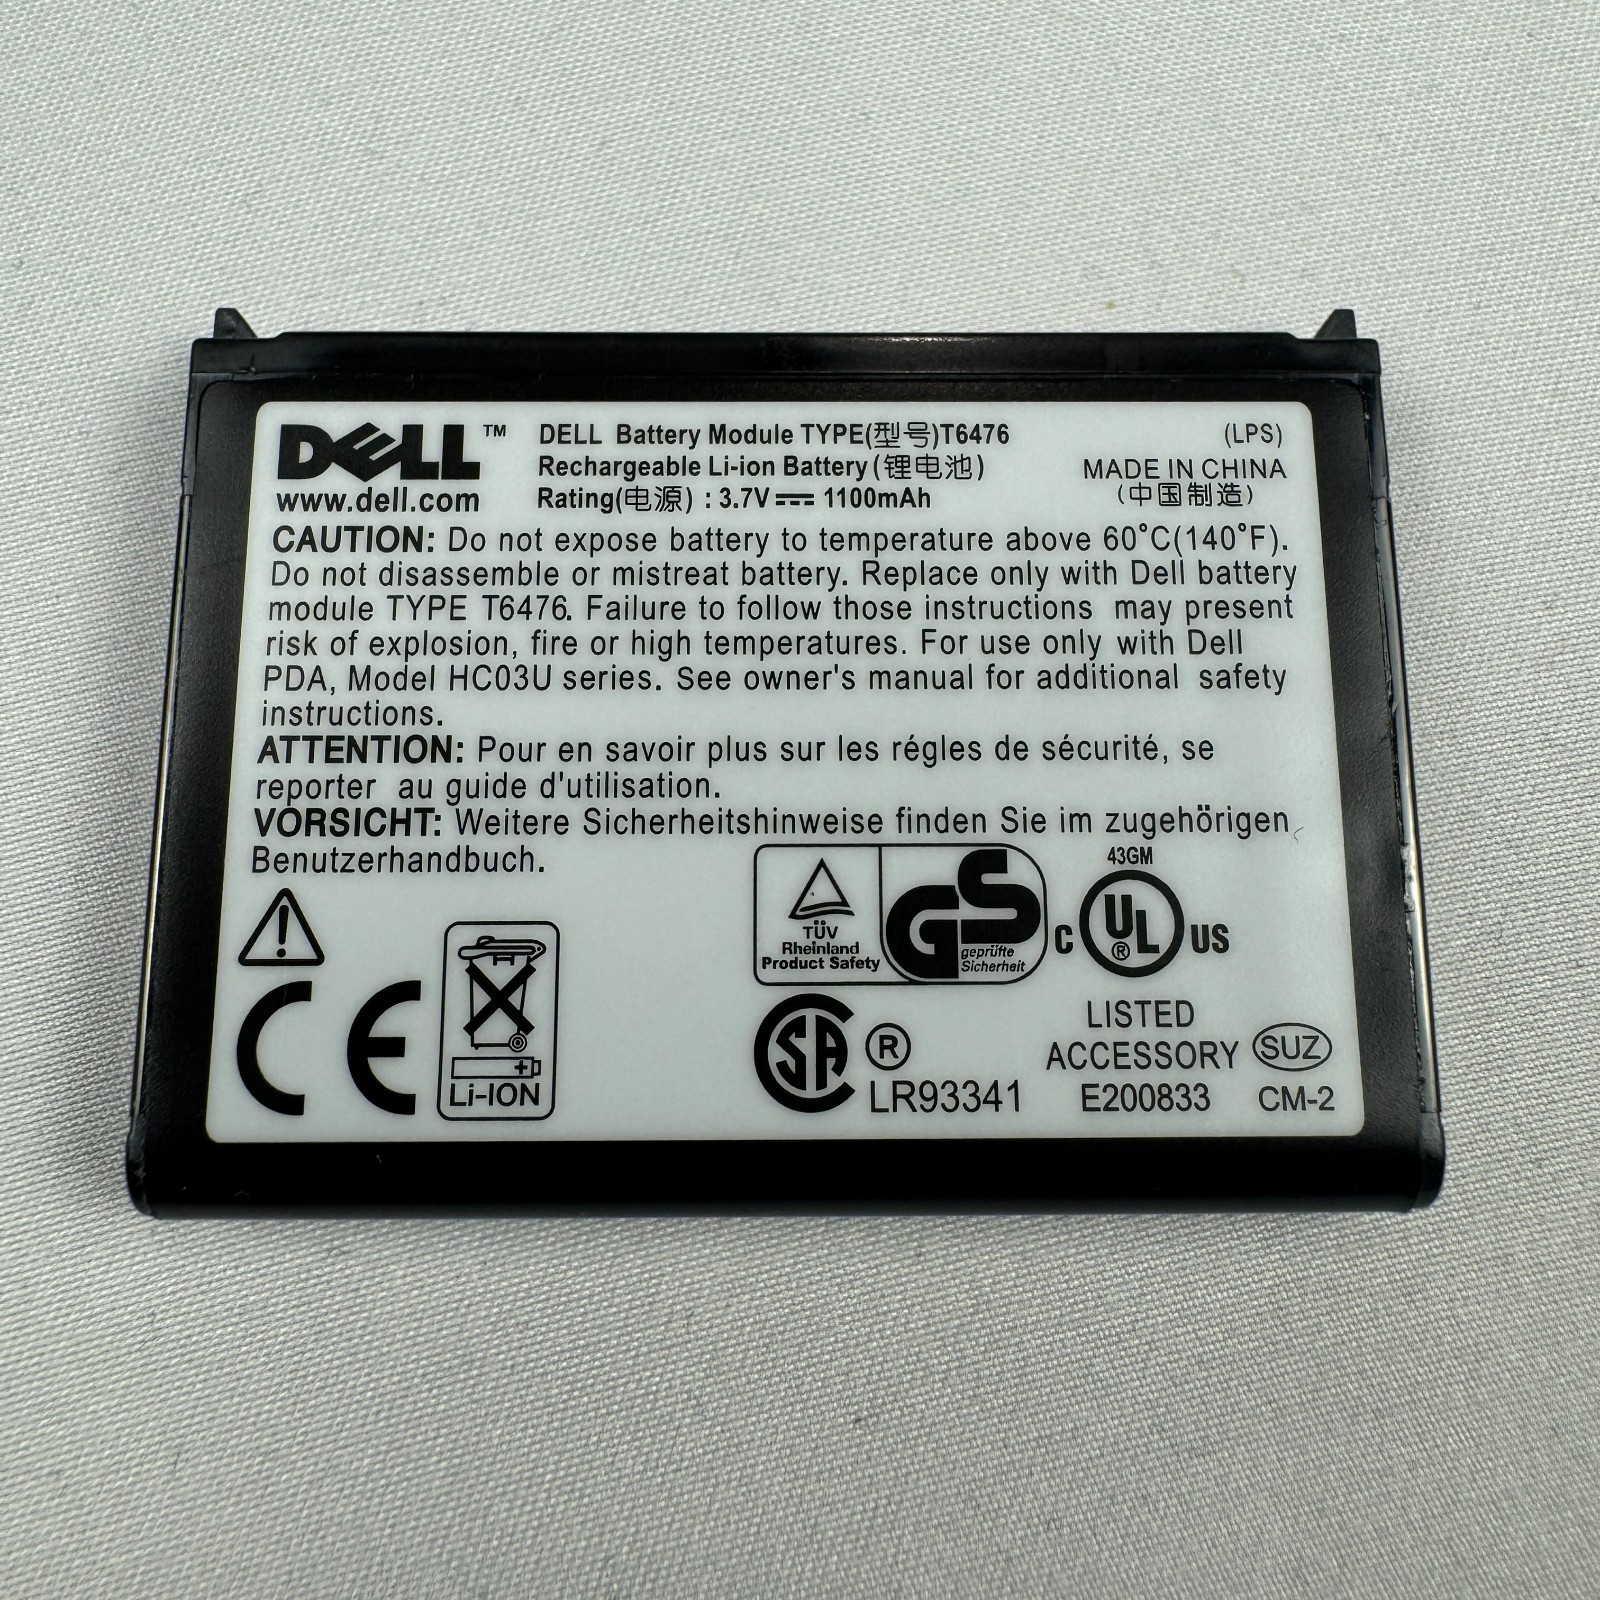 DELL™ DELL Battery Module TYPE(型号)T6476 (LPS)
Rechargeable Li-ion Battery(锂电池) MADE IN CHINA
www.dell.com Rating(电源) : 3.7V 1100mAh (中国制造)
CAUTION: Do not expose battery to temperature above 60°C(140°F).
Do not disassemble or mistreat battery. Replace only with Dell battery
module TYPE T6476. Failure to follow those instructions may present
risk of explosion, fire or high temperatures. For use only with Dell
PDA, Model HC03U series. See owner's manual for additional safety
instructions.
ATTENTION: Pour en savoir plus sur les régles de sécurité, se
reporter au guide d'utilisation.
VORSICHT: Weitere Sicherheitshinweise finden Sie im zugehörigen
Benutzerhandbuch.
CE
Li-ION
TÜV
Rheinland
Product Safety
GS
geprüfte
Sicherheit
43GM
C UL® US
SA ®
LR93341
LISTED
ACCESSORY
E200833
SUZ
CM-2